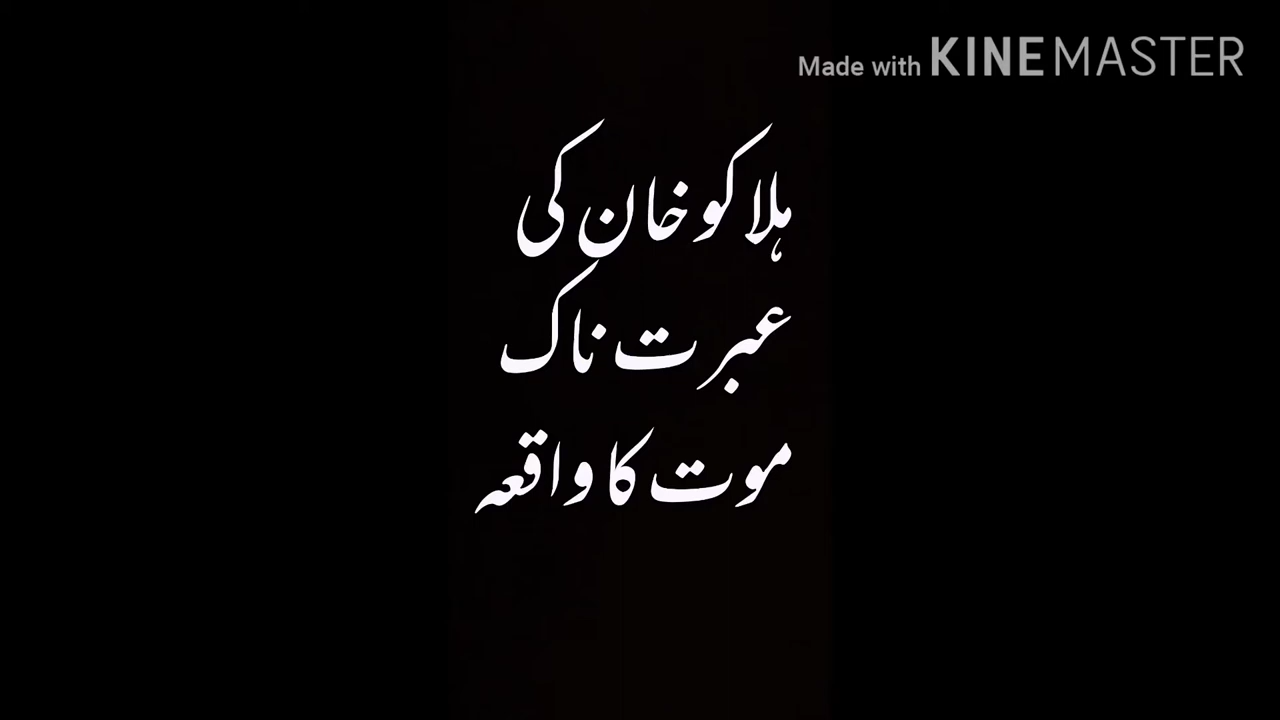 Made with KINEMASTER
ہلاکو خان کی
عبرت ناک
موت کا واقعہ